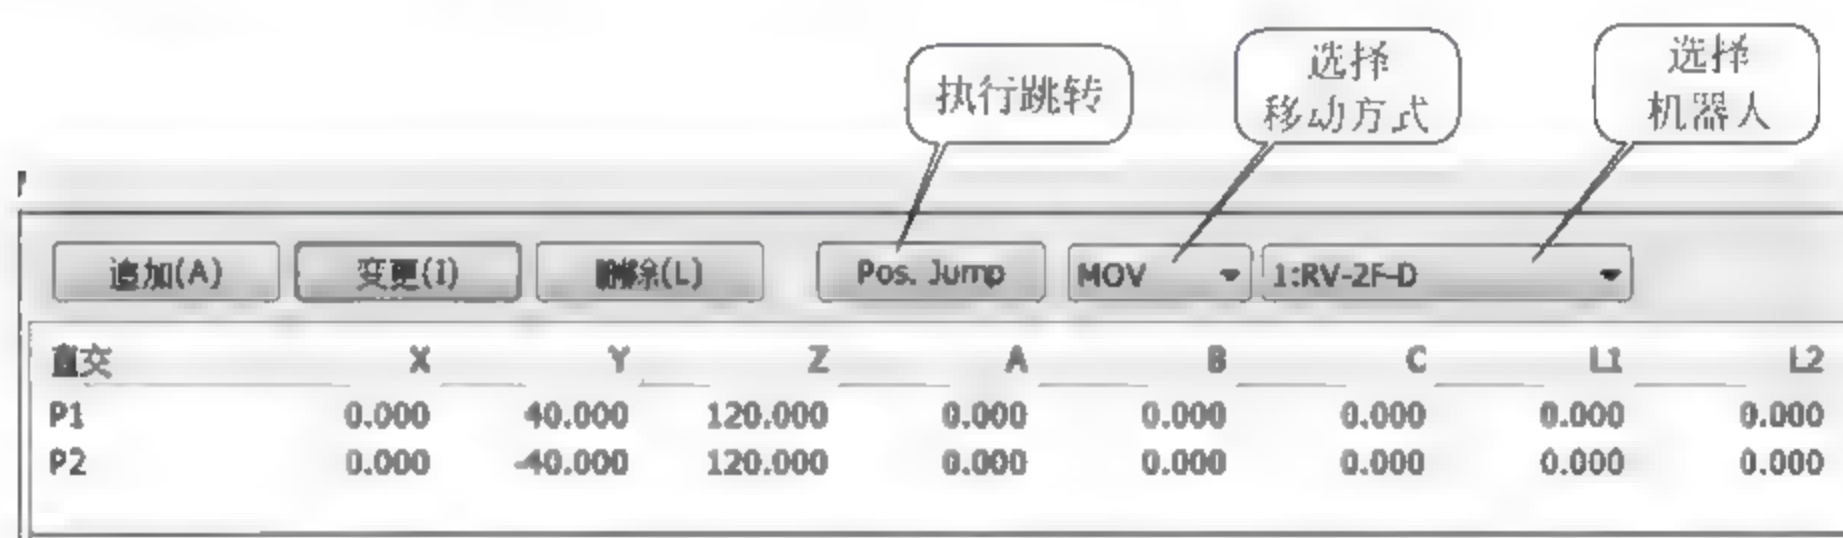 执行跳转
选择
移动方式
选择
机器人
追加(A) 变更(I) 删除(L) Pos. Jump MOV 1:RV-2F-D
直交 X Y Z A B C L1 L2
P1 0.000 40.000 120.000 0.000 0.000 0.000 0.000 0.000
P2 0.000 -40.000 120.000 0.000 0.000 0.000 0.000 0.000